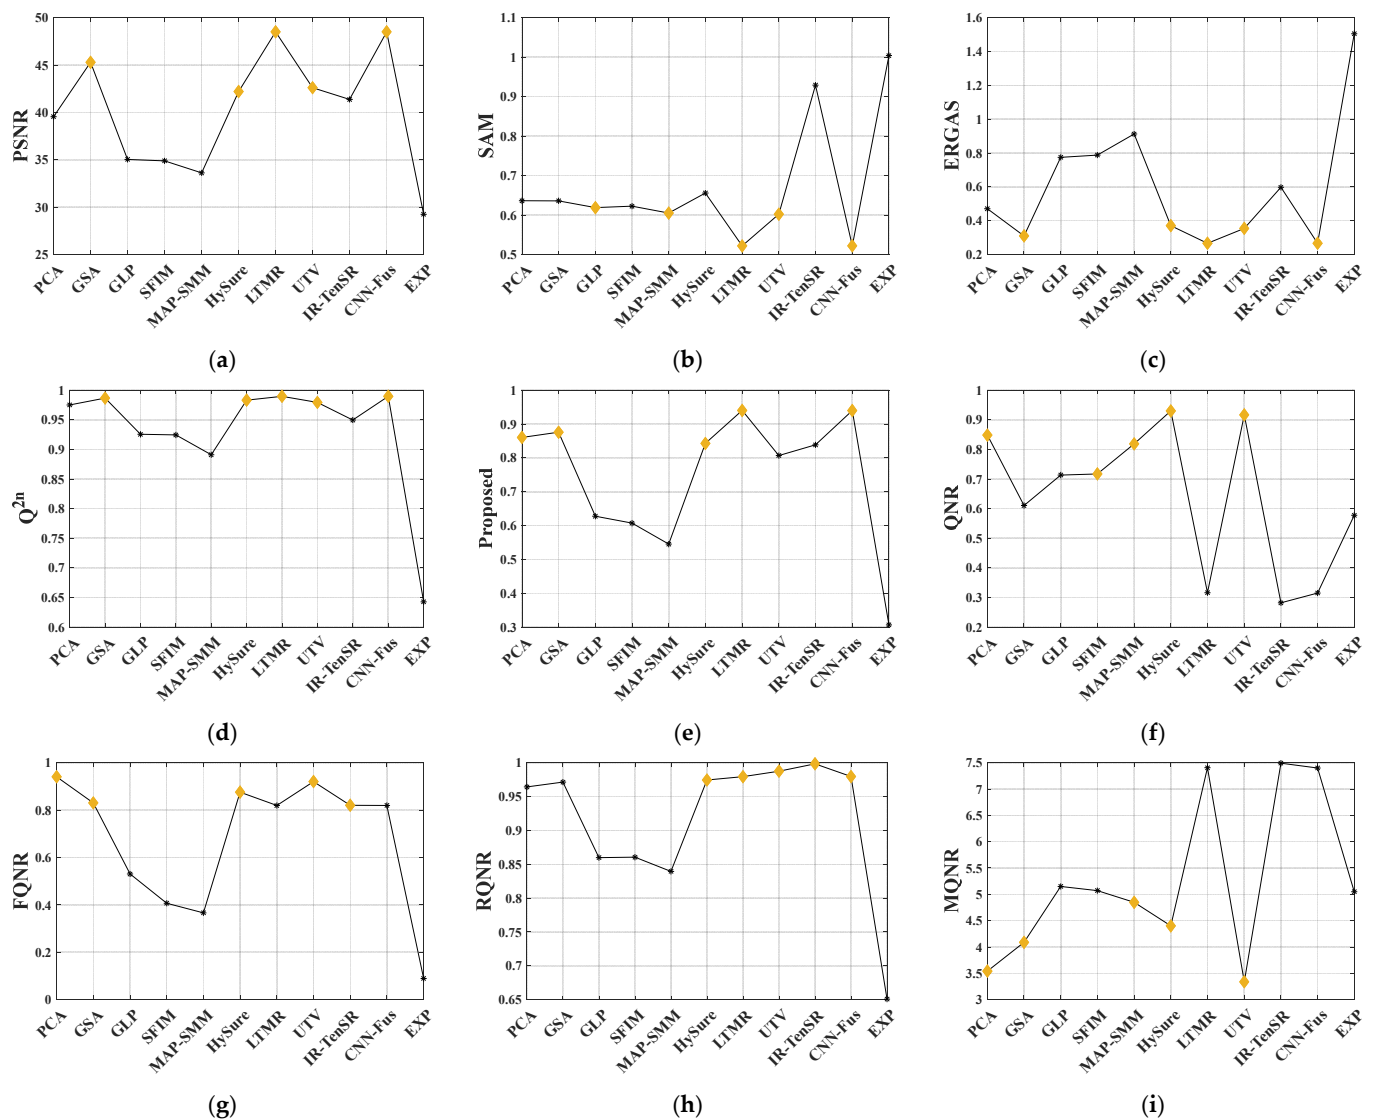 50
45
40
35
30
25
PSNR
PCA
GSA
GLP
SFIM
MAP-SMM
HySure
LTMR
UTV
IR-TenSR
CNN-Fus
EXP
(a)
1.1
1
0.9
0.8
0.7
0.6
0.5
SAM
PCA
GSA
GLP
SFIM
MAP-SMM
HySure
LTMR
UTV
IR-TenSR
CNN-Fus
EXP
(b)
1.6
1.4
1.2
1
0.8
0.6
0.4
0.2
ERGAS
PCA
GSA
GLP
SFIM
MAP-SMM
HySure
LTMR
UTV
IR-TenSR
CNN-Fus
EXP
(c)
1
0.95
0.9
0.85
0.8
0.75
0.7
0.65
0.6
Q2n
PCA
GSA
GLP
SFIM
MAP-SMM
HySure
LTMR
UTV
IR-TenSR
CNN-Fus
EXP
(d)
1
0.9
0.8
0.7
0.6
0.5
0.4
0.3
Proposed
PCA
GSA
GLP
SFIM
MAP-SMM
HySure
LTMR
UTV
IR-TenSR
CNN-Fus
EXP
(e)
1
0.9
0.8
0.7
0.6
0.5
0.4
0.3
0.2
QNR
PCA
GSA
GLP
SFIM
MAP-SMM
HySure
LTMR
UTV
IR-TenSR
CNN-Fus
EXP
(f)
1
0.8
0.6
0.4
0.2
0
FQNR
PCA
GSA
GLP
SFIM
MAP-SMM
HySure
LTMR
UTV
IR-TenSR
CNN-Fus
EXP
(g)
1
0.95
0.9
0.85
0.8
0.75
0.7
0.65
RQNR
PCA
GSA
GLP
SFIM
MAP-SMM
HySure
LTMR
UTV
IR-TenSR
CNN-Fus
EXP
(h)
7.5
7
6.5
6
5.5
5
4.5
4
3.5
3
MQNR
PCA
GSA
GLP
SFIM
MAP-SMM
HySure
LTMR
UTV
IR-TenSR
CNN-Fus
EXP
(i)